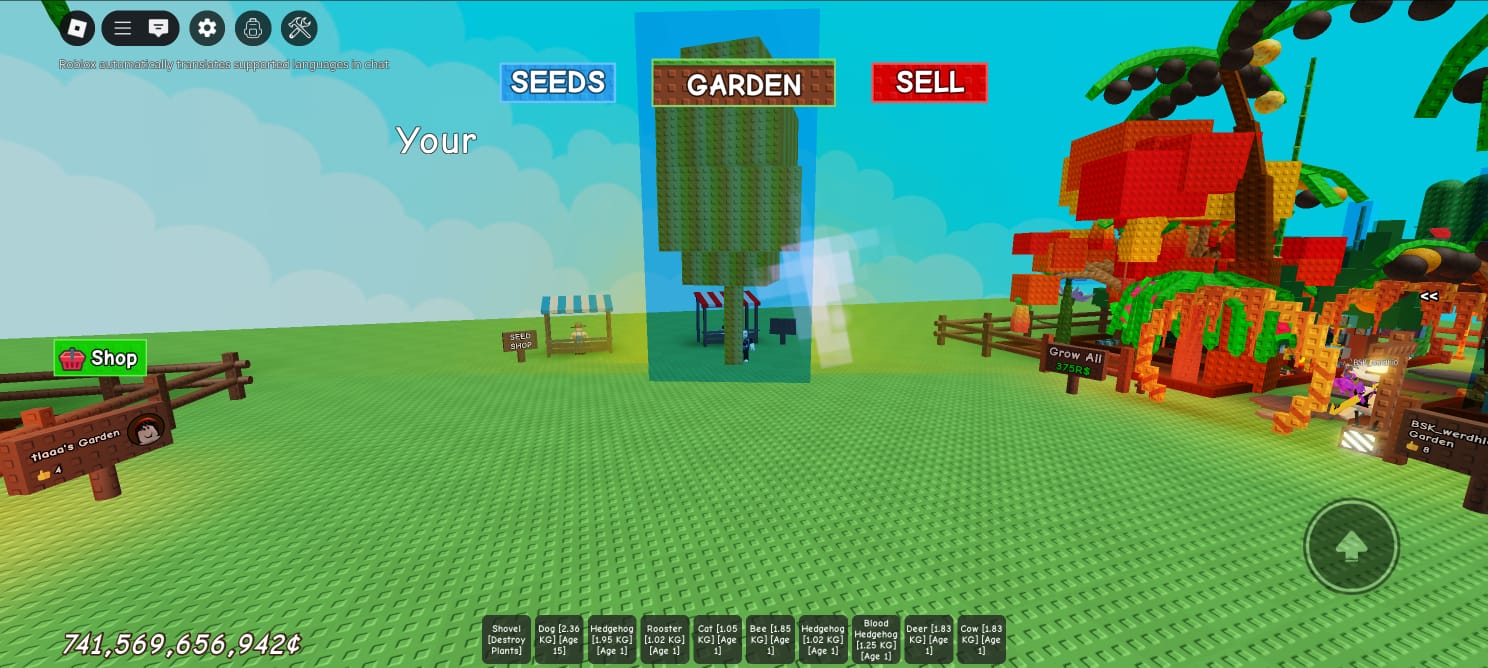 Roblox automatically translates supported languages in chat
SEEDS
GARDEN
SELL
Your
SEED
SHOP
Shop
tlaaa's Garden
4
Grow All
375R$
<<
Garden
8
741,569,656,942¢
Shovel
[Destroy
Plants]
Dog [2.36
KG] [Age
15]
Hedgehog
[1.95 KG]
[Age 1]
Rooster
[1.02 KG]
[Age 1]
Cat [1.05
KG] [Age
1]
Bee [1.85
KG] [Age
1]
Hedgehog
[1.02 KG]
[Age 1]
Blood
Hedgehog
[1.25 KG]
[Age 1]
Deer [1.83
KG] [Age
1]
Cow [1.83
KG] [Age
1]